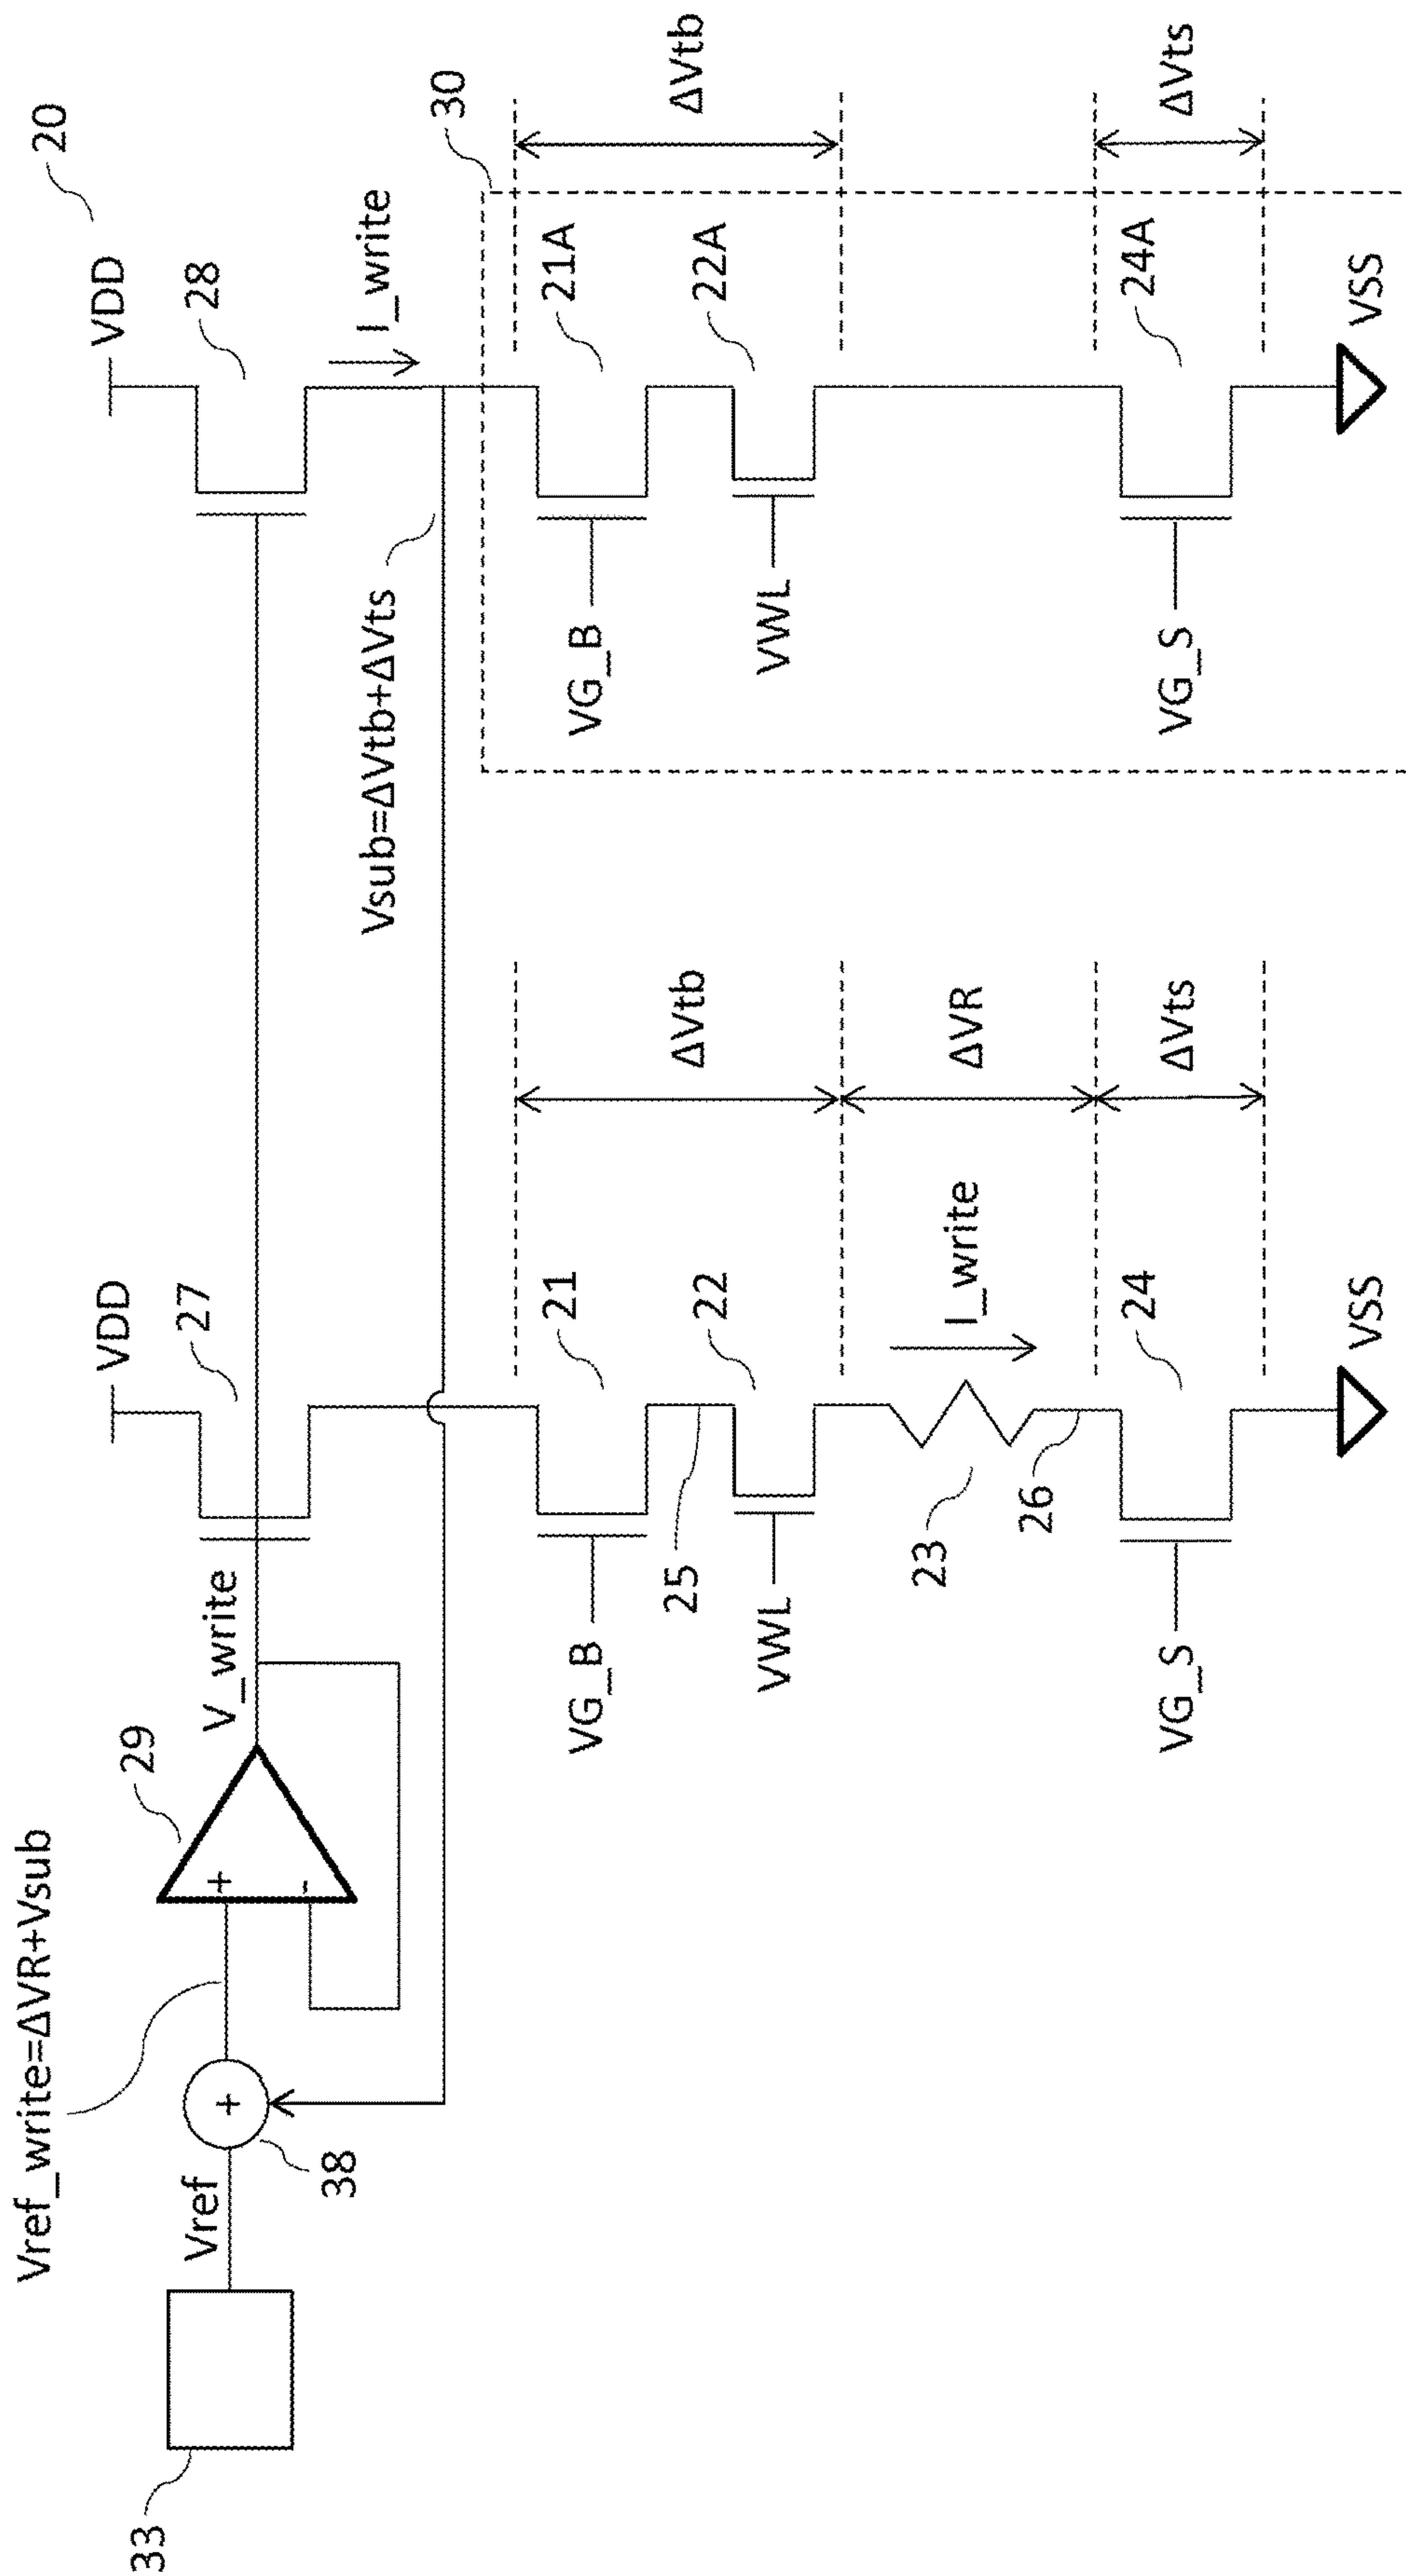 20
VDD
28
I_write
30
Vsub=ΔVtb+ΔVts
21A
VG_B
22A
VWL
24A
VG_S
VSS
ΔVtb
ΔVts
VDD
27
21
VG_B
25
22
VWL
23
I_write
26
24
VG_S
VSS
ΔVtb
ΔVR
ΔVts
Vref_write=ΔVR+Vsub
29
V_write
+
-
+
38
Vref
33